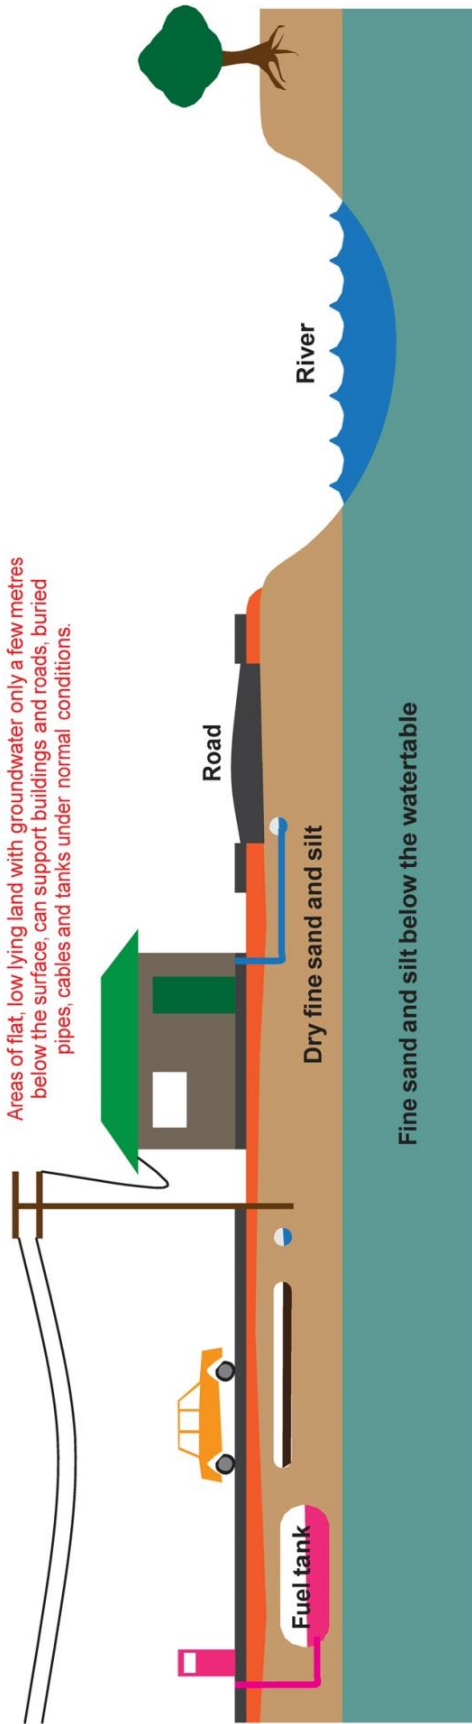 Areas of flat, low lying land with groundwater only a few metres
below the surface, can support buildings and roads, buried
pipes, cables and tanks under normal conditions.
Road
River
Fuel tank
Dry fine sand and silt
Fine sand and silt below the watertable